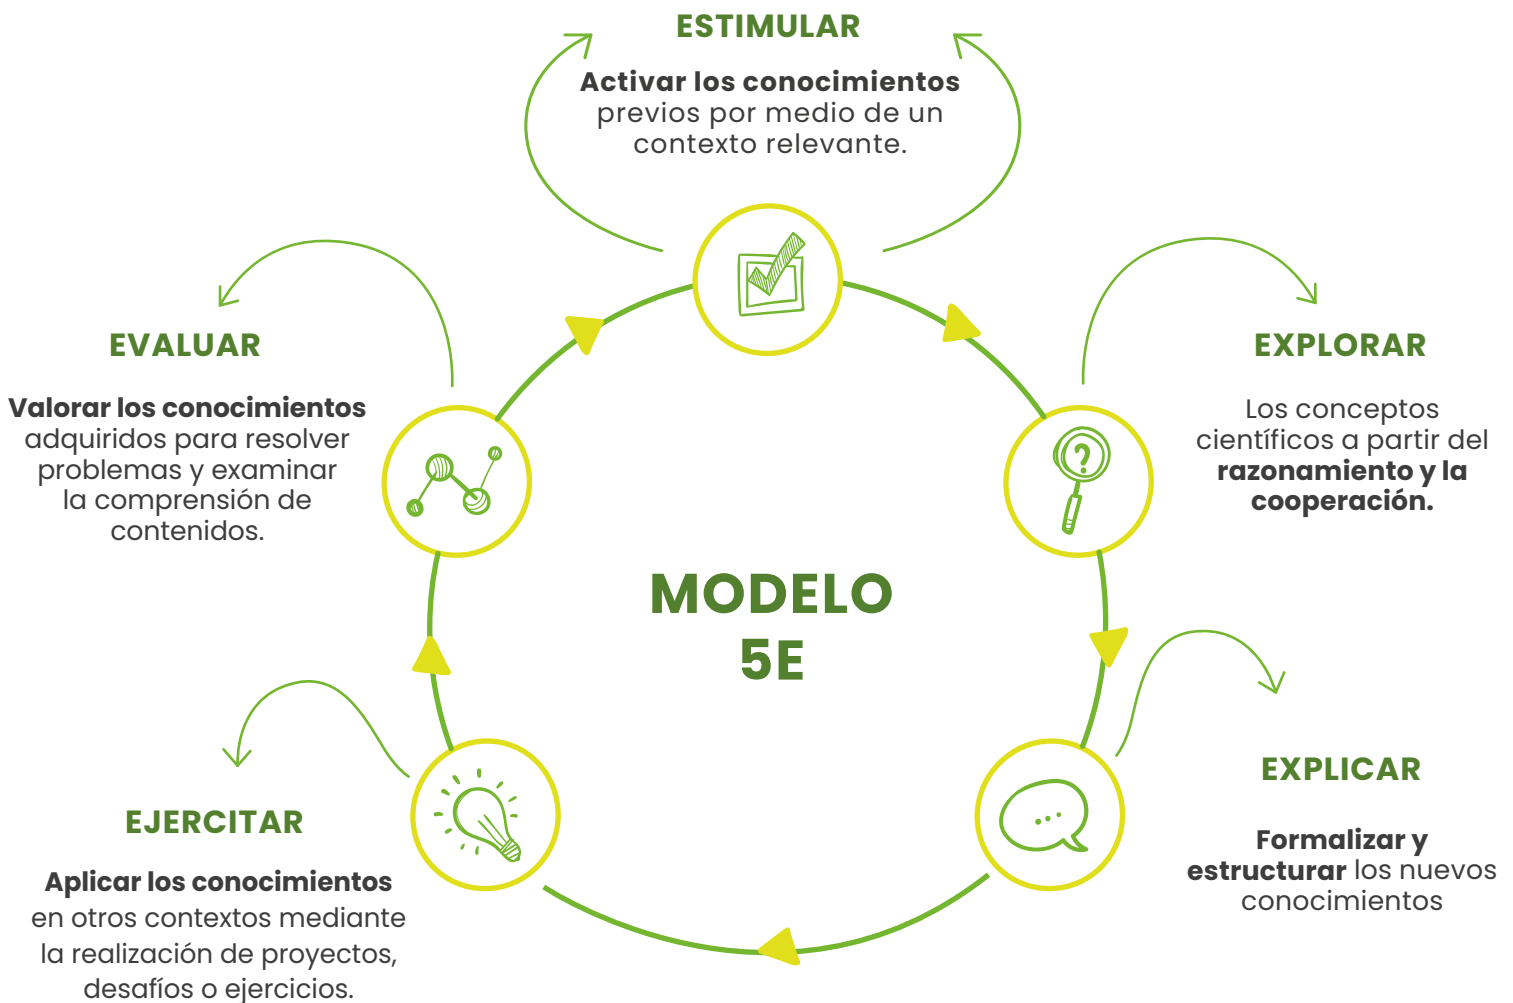 ESTIMULAR
Activar los conocimientos
previos por medio de un
contexto relevante.
EXPLORAR
Los conceptos
científicos a partir del
razonamiento y la
cooperación.
EXPLICAR
Formalizar y
estructurar los nuevos
conocimientos
EJERCITAR
Aplicar los conocimientos
en otros contextos mediante
la realización de proyectos,
desafíos o ejercicios.
EVALUAR
Valorar los conocimientos
adquiridos para resolver
problemas y examinar
la comprensión de
contenidos.
MODELO
5E
?